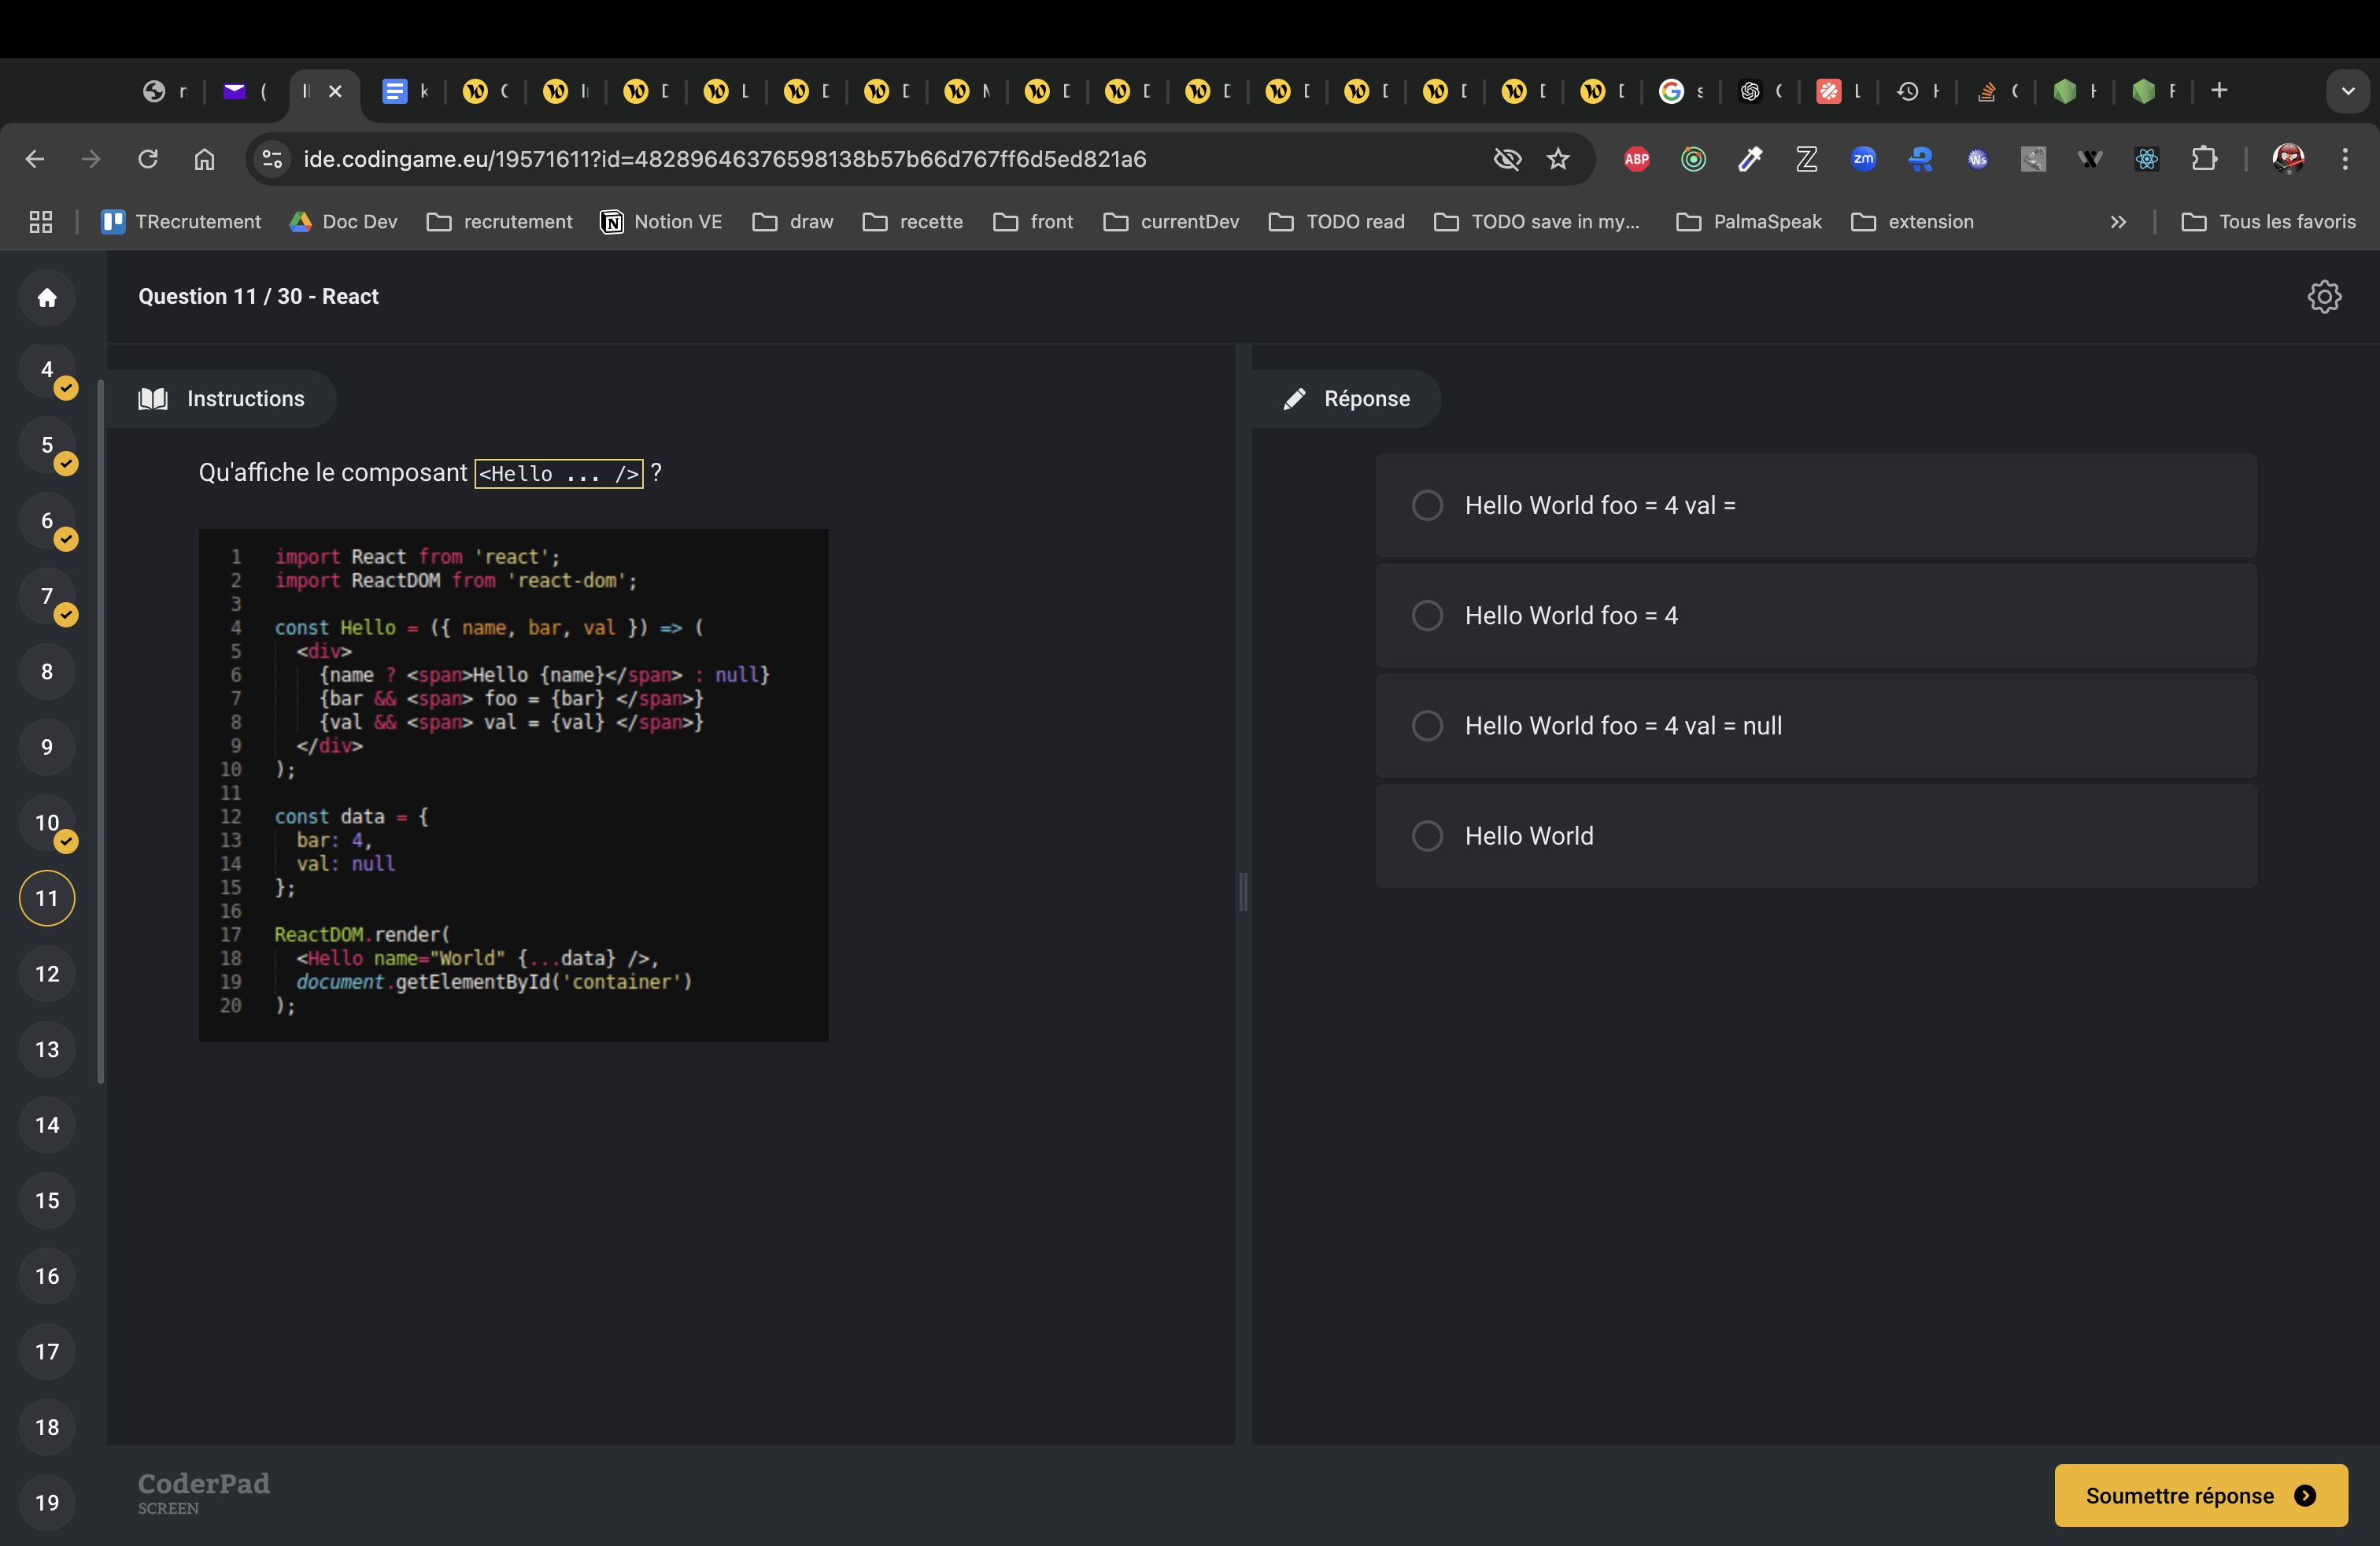 ide.codingame.eu/19571611?id=48289646376598138b57b66d767ff6d5ed821a6
ABP
zm
Ws
TRecrutement
Doc Dev
recrutement
Notion VE
draw
recette
front
currentDev
TODO read
TODO save in my...
PalmaSpeak
extension
Tous les favoris
Question 11 / 30 - React
4
5
6
7
8
9
10
11
12
13
14
15
16
17
18
19
Instructions
Qu'affiche le composant <Hello ... /> ?
1 import React from 'react';
2 import ReactDOM from 'react-dom';
3
4 const Hello = ({ name, bar, val }) => (
5 <div>
6 {name ? <span>Hello {name}</span> : null}
7 {bar && <span> foo = {bar} </span>}
8 {val && <span> val = {val} </span>}
9 </div>
10 );
11
12 const data = {
13 bar: 4,
14 val: null
15 };
16
17 ReactDOM.render(
18 <Hello name="World" {...data} />,
19 document.getElementById('container')
20 );
Réponse
Hello World foo = 4 val =
Hello World foo = 4
Hello World foo = 4 val = null
Hello World
CoderPad
SCREEN
Soumettre réponse